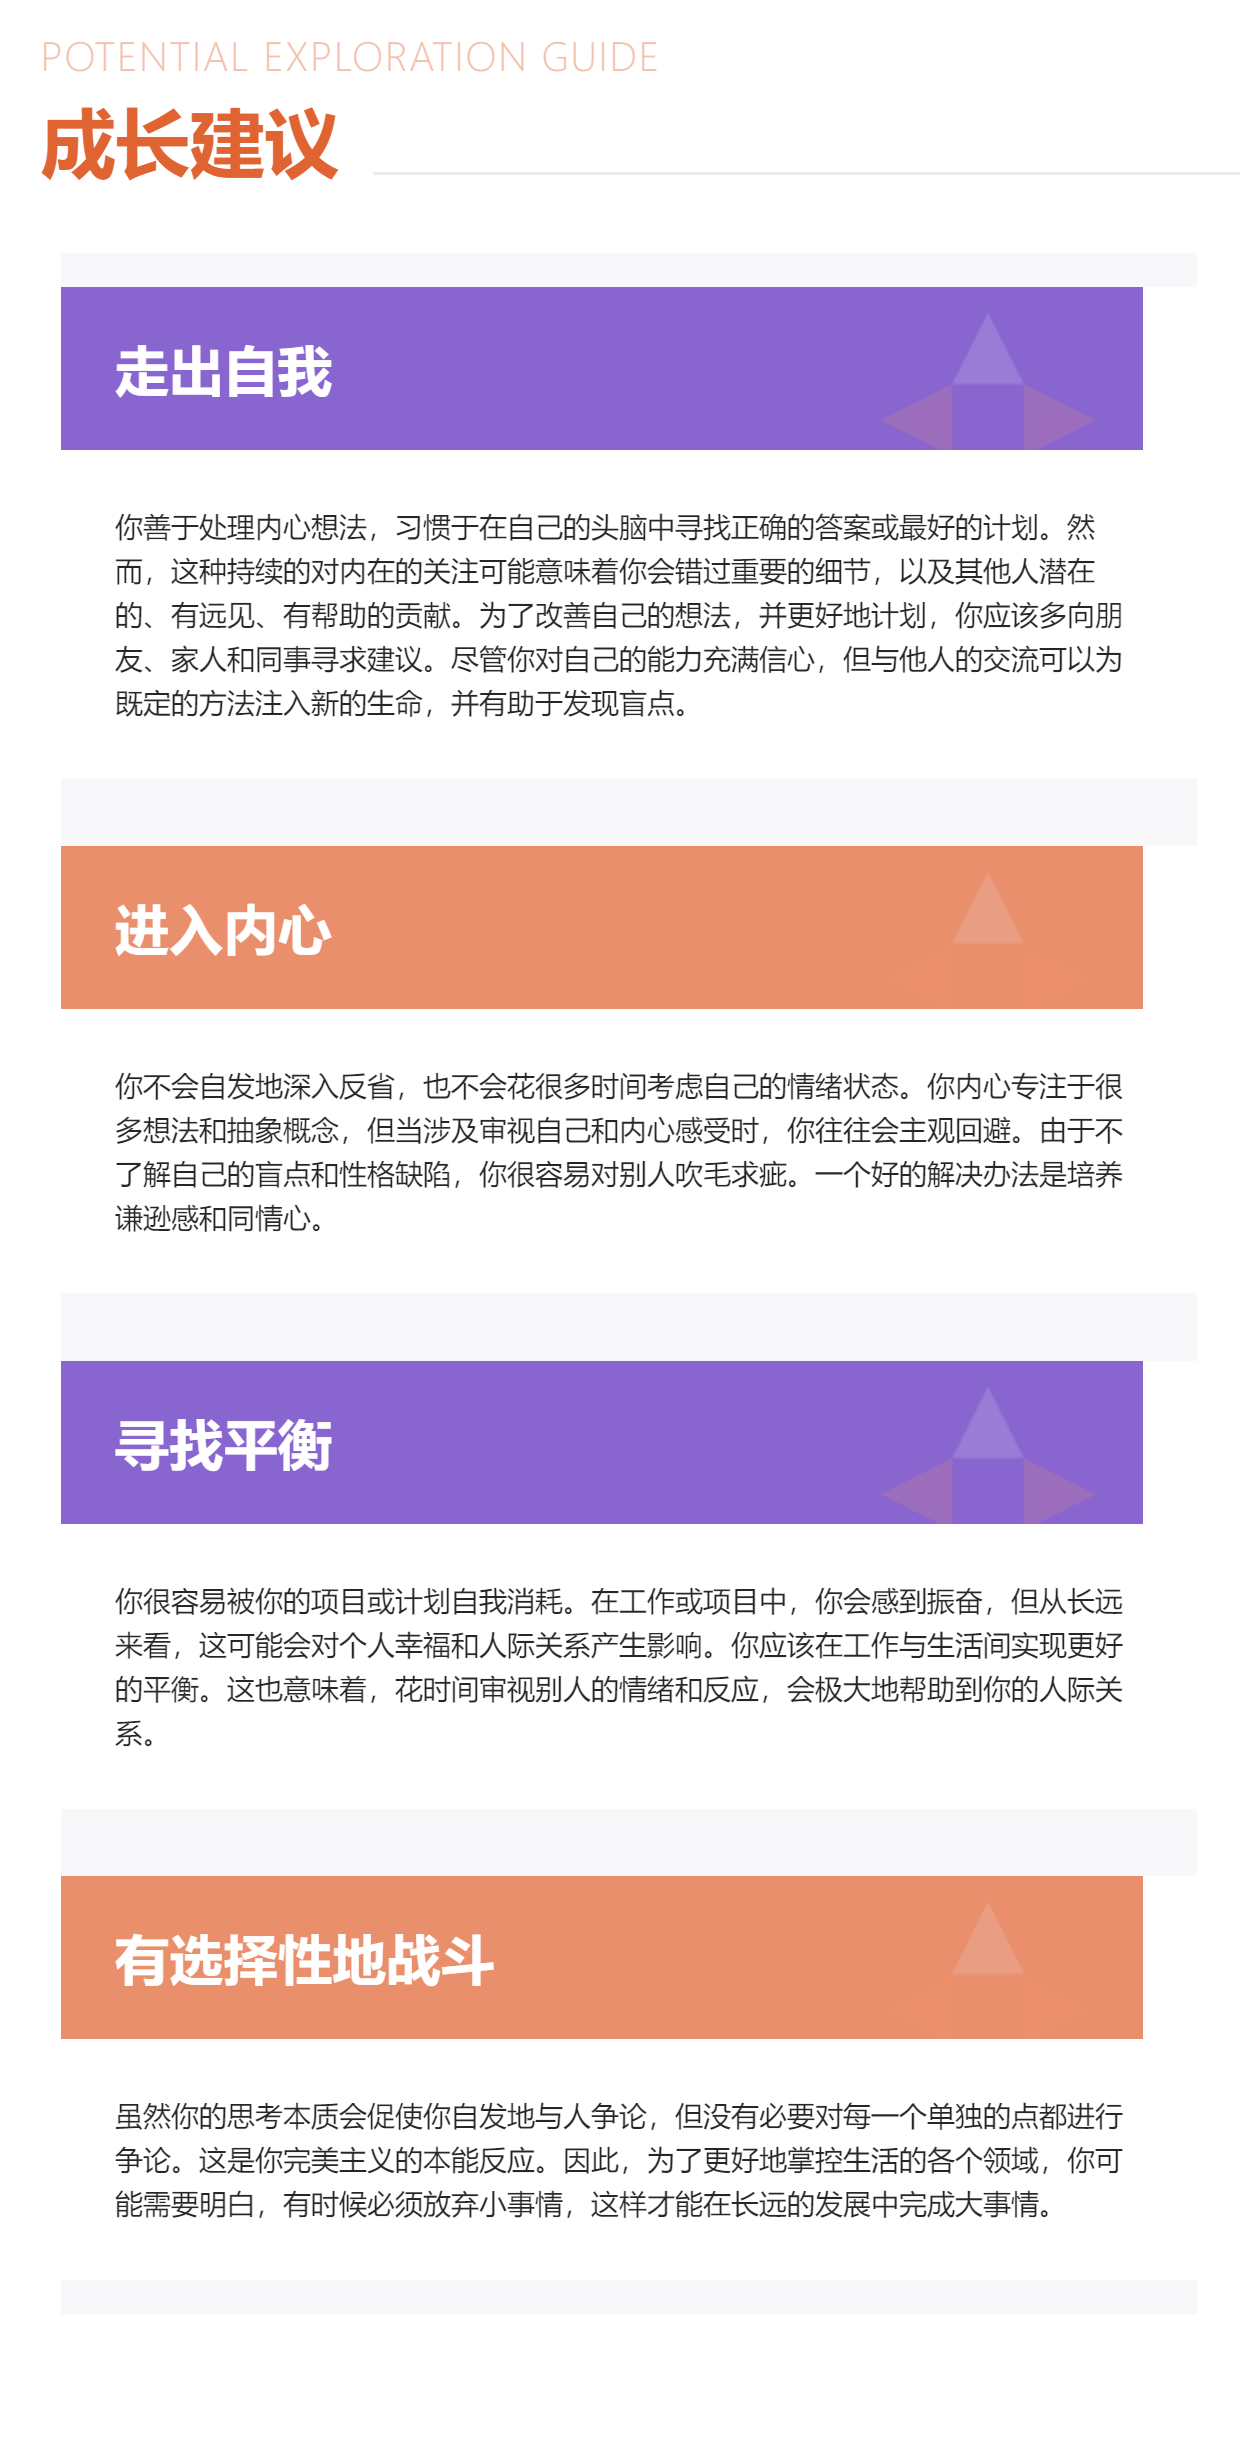 POTENTIAL EXPLORATION GUIDE
成长建议
走出自我
你善于处理内心想法，习惯于在自己的头脑中寻找正确的答案或最好的计划。然
而，这种持续的对内在的关注可能意味着你会错过重要的细节，以及其他人潜在
的、有远见、有帮助的贡献。为了改善自己的想法，并更好地计划，你应该多向朋
友、家人和同事寻求建议。尽管你对自己的能力充满信心，但与他人的交流可以为
既定的方法注入新的生命，并有助于发现盲点。
进入内心
你不会自发地深入反省，也不会花很多时间考虑自己的情绪状态。你内心专注于很
多想法和抽象概念，但当涉及审视自己和内心感受时，你往往会主观回避。由于不
了解自己的盲点和性格缺陷，你很容易对别人吹毛求疵。一个好的解决办法是培养
谦逊感和同情心。
寻找平衡
你很容易被你的项目或计划自我消耗。在工作或项目中，你会感到振奋，但从长远
来看，这可能会对个人幸福和人际关系产生影响。你应该在工作与生活间实现更好
的平衡。这也意味着，花时间审视别人的情绪和反应，会极大地帮助到你的人际关
系。
有选择性地战斗
虽然你的思考本质会促使你自发地与人争论，但没有必要对每一个单独的点都进行
争论。这是你完美主义的本能反应。因此，为了更好地掌控生活的各个领域，你可
能需要明白，有时候必须放弃小事情，这样才能在长远的发展中完成大事情。